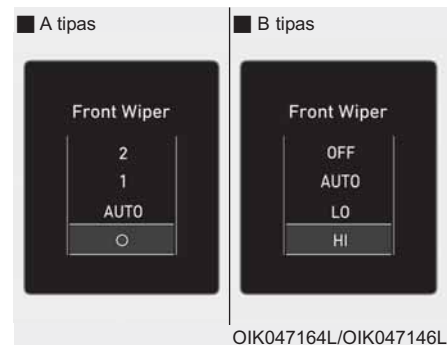 ■ A tipas
Front Wiper
2
1
AUTO
O
■ B tipas
Front Wiper
OFF
AUTO
LO
HI
OIK047164L/OIK047146L